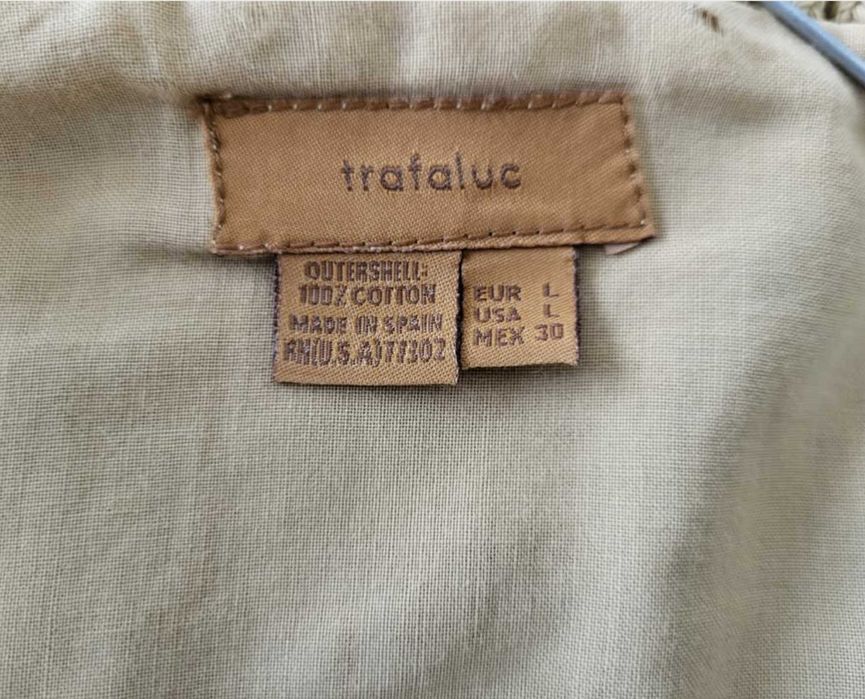 trafaluc
OUTERSHELL:
100% COTTON
MADE IN SPAIN
RN(U.S.A)77302
EUR L
USA L
MEX 30